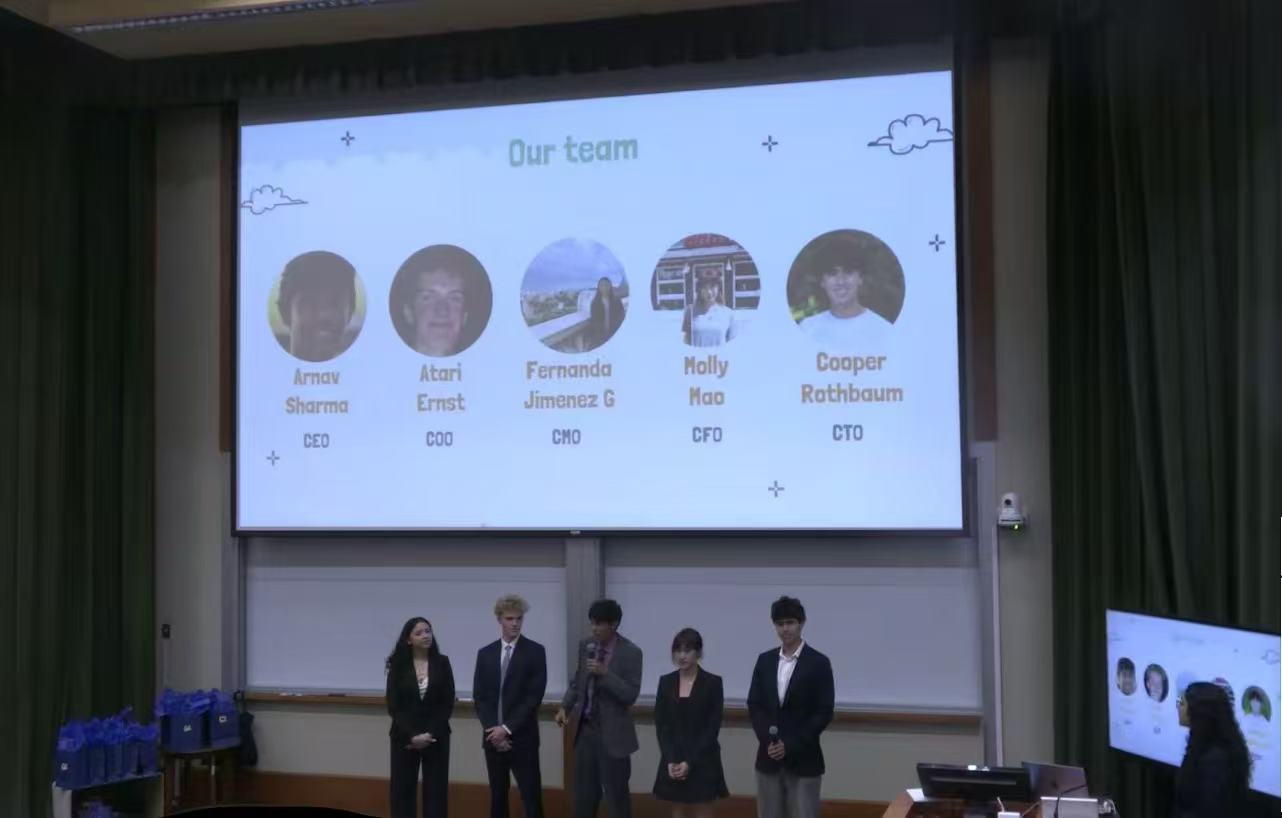 Our team
Arnav
Sharma
CEO
Atari
Ernst
COO
Fernanda
Jimenez G
CMO
Molly
Mao
CFO
Cooper
Rothbaum
CTO